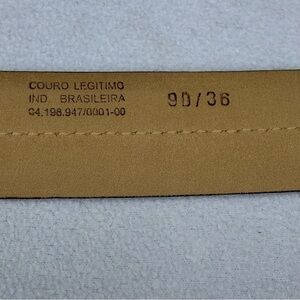 COURO LEGITIMO
IND. BRASILEIRA
04.198.947/0001-00
90/36